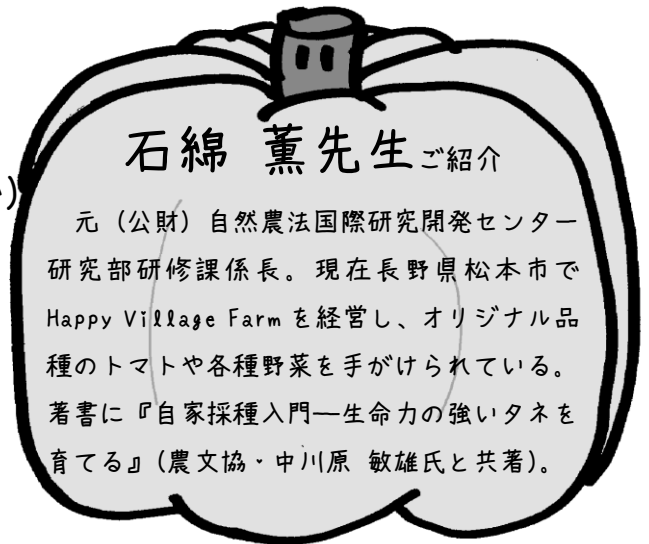 石綿 薫先生ご紹介
元（公財）自然農法国際研究開発センター
研究部研修課係長。現在長野県松本市で
Happy Village Farm を経営し、オリジナル品
種のトマトや各種野菜を手がけられている。
著書に『自家採種入門―生命力の強いタネを
育てる』（農文協・中川原 敏雄氏と共著）。